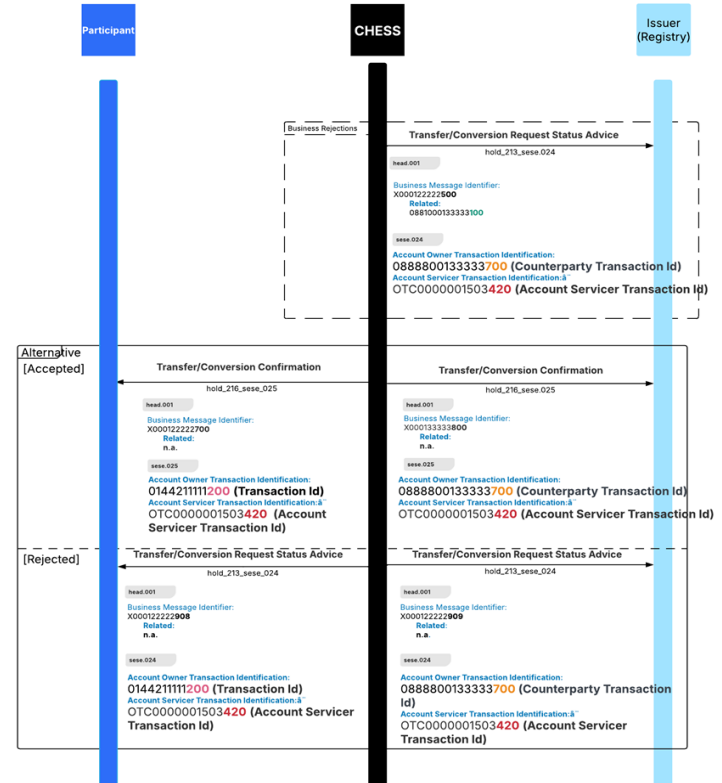 Participant
CHESS
Issuer
(Registry)
Business Rejections
Transfer/Conversion Request Status Advice
hold_213_sese.024
head.001
Business Message Identifier:
X000122222500
Related:
0881000133333100
sese.024
Account Owner Transaction Identification:
0888800133333700 (Counterparty Transaction Id)
Account Servicer Transaction Identification:â¯
OTC0000001503420 (Account Servicer Transaction Id)
Alternative
[Accepted]
Transfer/Conversion Confirmation
hold_216_sese_025
head.001
Business Message Identifier:
X000122222700
Related:
n.a.
sese.025
Account Owner Transaction Identification:
0144211111200 (Transaction Id)
Account Servicer Transaction Identification:â¯
OTC0000001503420 (Account
Servicer Transaction Id)
Transfer/Conversion Confirmation
hold_216_sese.025
head.001
Business Message Identifier:
X000133333800
Related:
n.a.
sese.025
Account Owner Transaction Identification:
0888800133333700 (Counterparty Transaction Id)
Account Servicer Transaction Identification:â¯
OTC0000001503420 (Account Servicer Transaction Id)
[Rejected]
Transfer/Conversion Request Status Advice
hold_213_sese_024
head.001
Business Message Identifier:
X000122222908
Related:
n.a.
sese.024
Account Owner Transaction Identification:
0144211111200 (Transaction Id)
Account Servicer Transaction Identification:â¯
OTC0000001503420 (Account Servicer
Transaction Id)
Transfer/Conversion Request Status Advice
hold_213_sese_024
head.001
Business Message Identifier:
X000122222909
Related:
n.a.
sese.024
Account Owner Transaction Identification:
0888800133333700 (Counterparty Transaction
Id)
Account Servicer Transaction Identification:â¯
OTC0000001503420 (Account Servicer
Transaction Id)